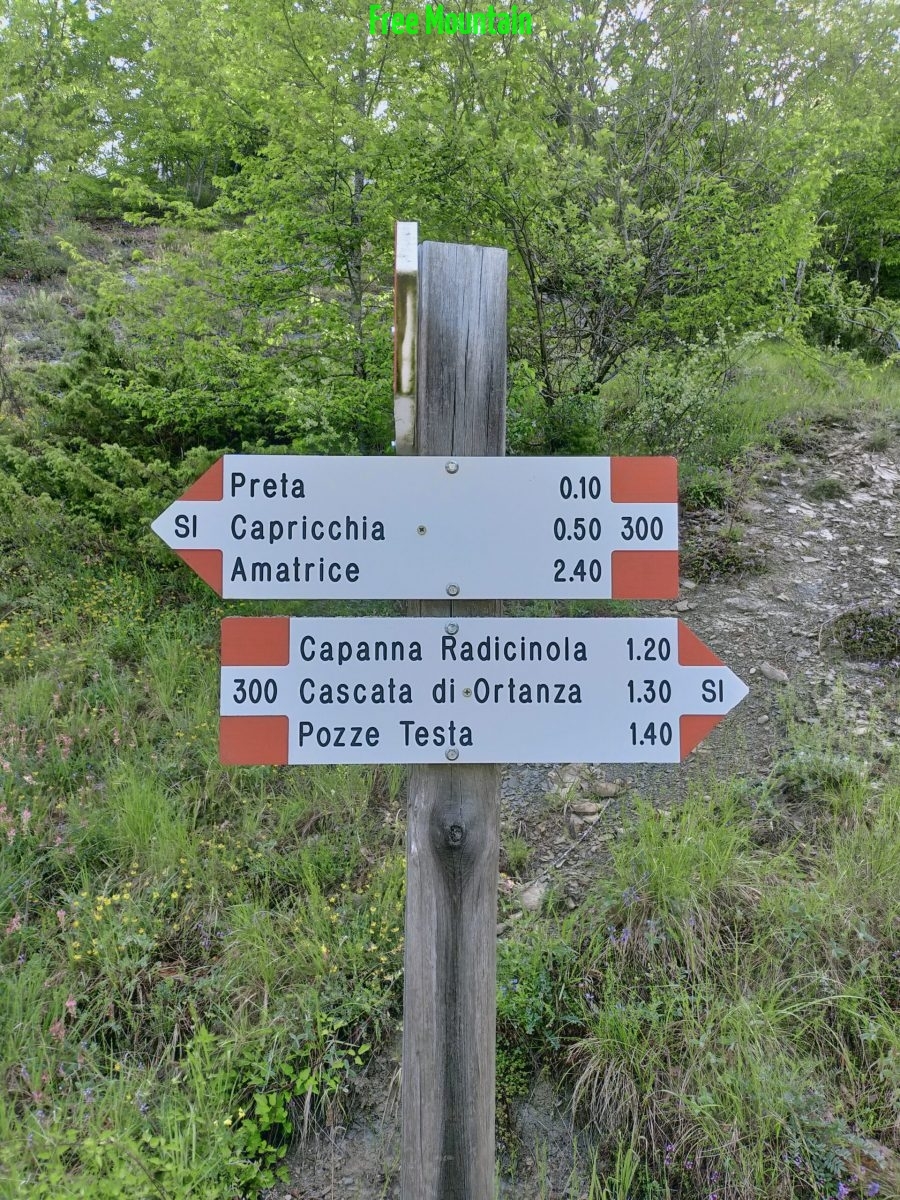 Free Mountain
Preta 0.10
SI Capricchia 0.50 300
Amatrice 2.40
Capanna Radicinola 1.20
300 Cascata di Ortanza 1.30 SI
Pozze Testa 1.40